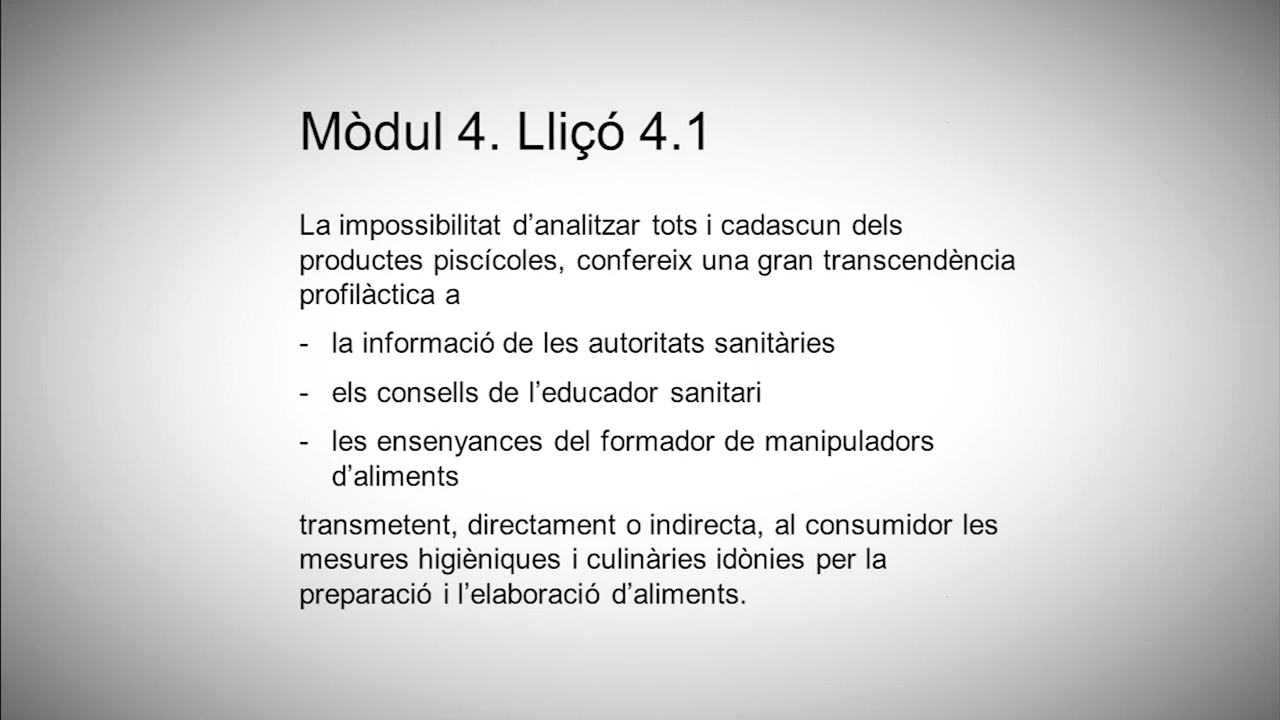 Mòdul 4. Lliçó 4.1
La impossibilitat d’analitzar tots i cadascun dels
productes piscícoles, confereix una gran transcendència
profilàctica a
- la informació de les autoritats sanitàries
- els consells de l’educador sanitari
- les ensenyances del formador de manipuladors
d’aliments
transmetent, directament o indirecta, al consumidor les
mesures higièniques i culinàries idònies per la
preparació i l’elaboració d’aliments.